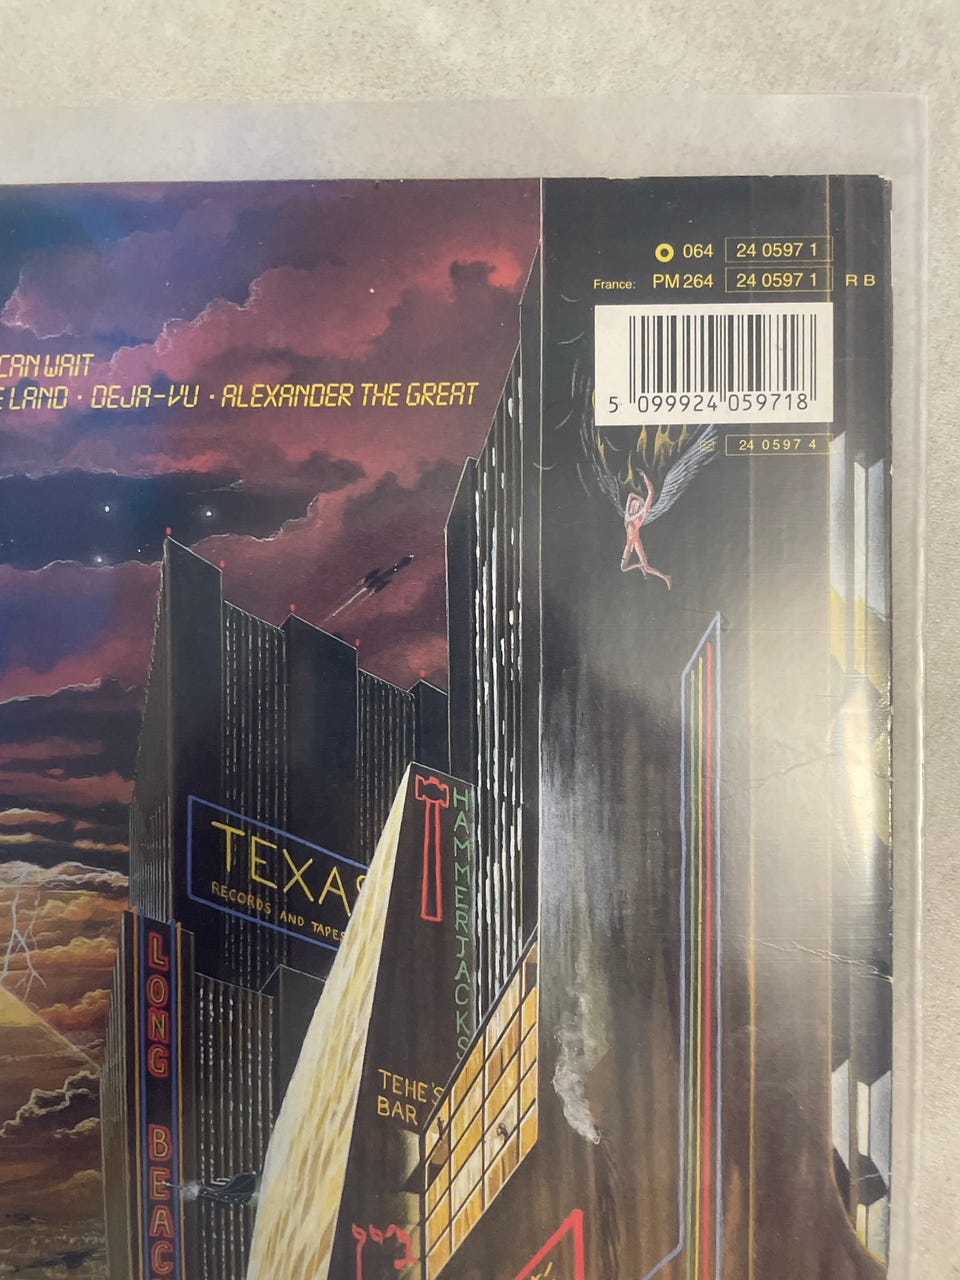 064 24 0597 1
France: PM 264 24 0597 1 R B
5 099924 059718
24 0597 4
CAN WAIT
E LAND · DEJA-VU · ALEXANDER THE GREAT
TEXAS
RECORDS AND TAPES
HAMMERJACKS
LONG BEAC
TEHE'S
BAR
ביין